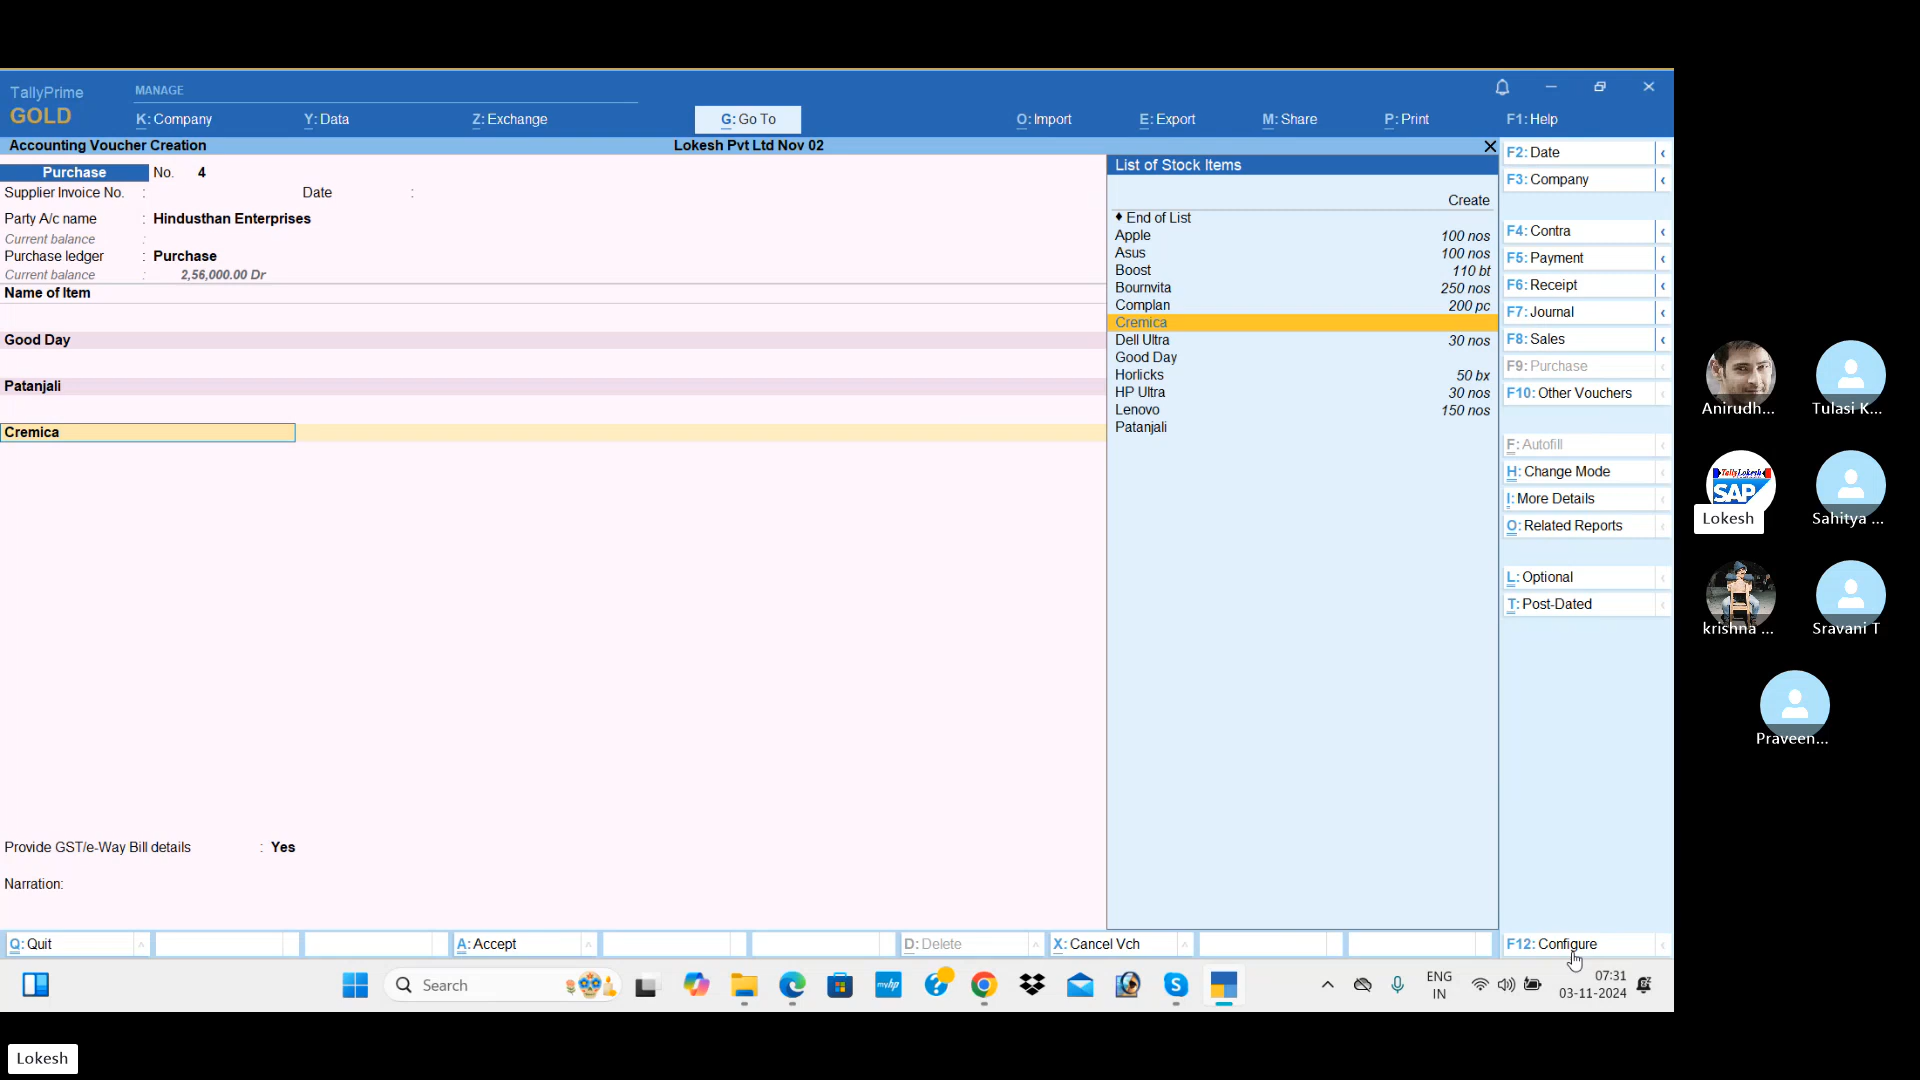 TallyPrime
GOLD
MANAGE
K: Company
Y: Data
Z: Exchange
G: Go To
O: Import
E: Export
M: Share
P: Print
F1: Help
Accounting Voucher Creation
Lokesh Pvt Ltd Nov 02
Purchase No. 4
Supplier Invoice No. : Date :
Party A/c name : Hindusthan Enterprises
Current balance :
Purchase ledger : Purchase
Current balance : 2,56,000.00 Dr
Name of Item
Good Day
Patanjali
Cremica
Provide GST/e-Way Bill details : Yes
Narration:
List of Stock Items
Create
♦ End of List
Apple 100 nos
Asus 100 nos
Boost 110 bt
Bournvita 250 nos
Complan 200 pc
Cremica
Dell Ultra 30 nos
Good Day
Horlicks 50 bx
HP Ultra 30 nos
Lenovo 150 nos
Patanjali
F2: Date
F3: Company
F4: Contra
F5: Payment
F6: Receipt
F7: Journal
F8: Sales
F9: Purchase
F10: Other Vouchers
F: Autofill
H: Change Mode
I: More Details
O: Related Reports
L: Optional
T: Post-Dated
F12: Configure
Q: Quit
A: Accept
D: Delete
X: Cancel Vch
Search
myhp
ENG
IN
07:31
03-11-2024
Anirudh...
Tulasi K...
TallyLokesh
SAP
Lokesh
Sahitya ...
krishna ...
Sravani T
Praveen...
Lokesh